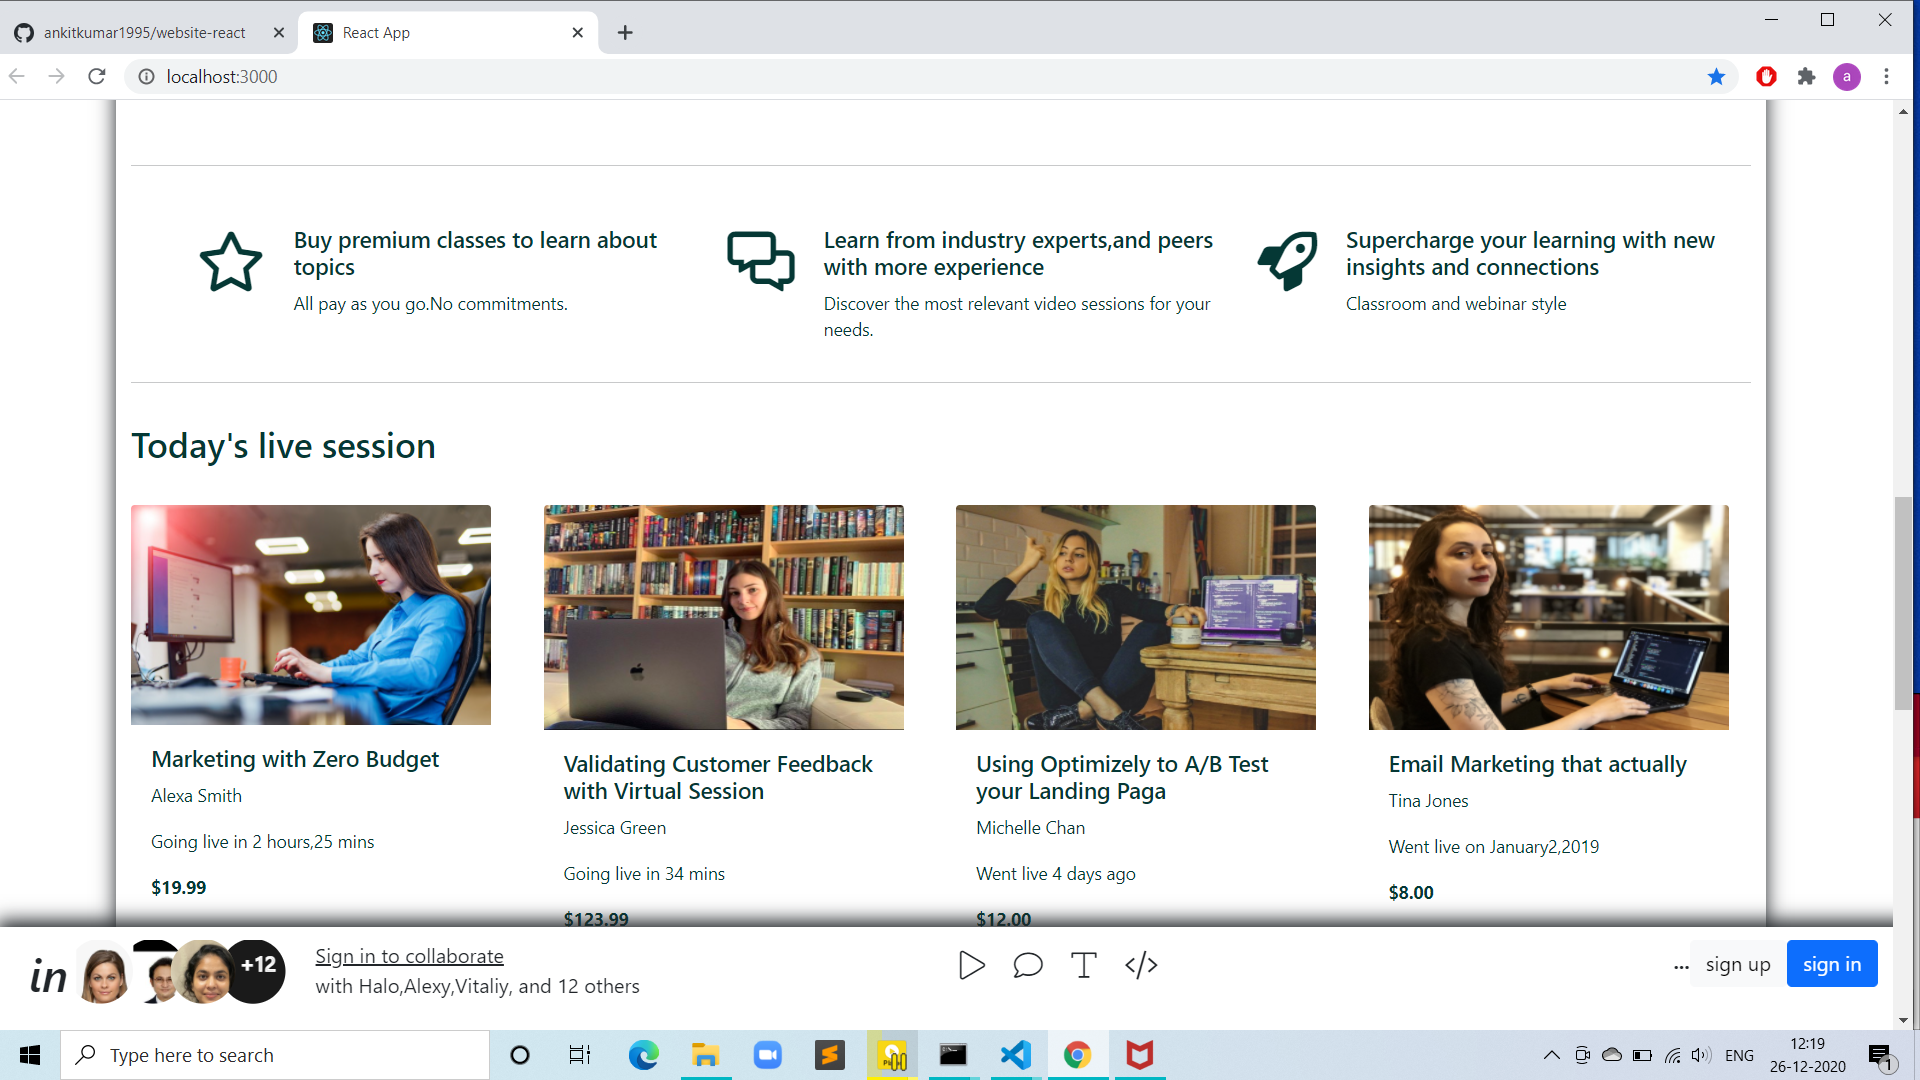 ankitkumar1995/website-react
React App
localhost:3000
a
Buy premium classes to learn about
topics
All pay as you go.No commitments.
Learn from industry experts,and peers
with more experience
Discover the most relevant video sessions for your
needs.
Supercharge your learning with new
insights and connections
Classroom and webinar style
Today's live session
Marketing with Zero Budget
Alexa Smith
Going live in 2 hours,25 mins
$19.99
Validating Customer Feedback
with Virtual Session
Jessica Green
Going live in 34 mins
$123.99
Using Optimizely to A/B Test
your Landing Paga
Michelle Chan
Went live 4 days ago
$12.00
Email Marketing that actually
Tina Jones
Went live on January2,2019
$8.00
in
+12
Sign in to collaborate
with Halo,Alexy,Vitaliy, and 12 others
T
</>
...
sign up
sign in
Type here to search
ENG
12:19
26-12-2020
1